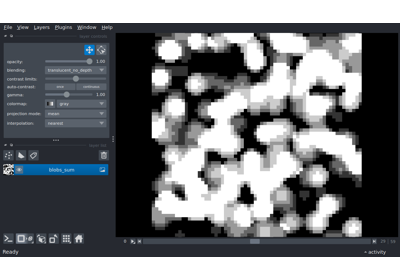 File View Layers Plugins Window Help
opacity: 1.00
blending: translucent_no_depth
contrast limits:
auto-contrast: once continuous
gamma: 1.00
colormap: gray
projection mode: mean
interpolation: nearest
blobs_sum
Ready activity